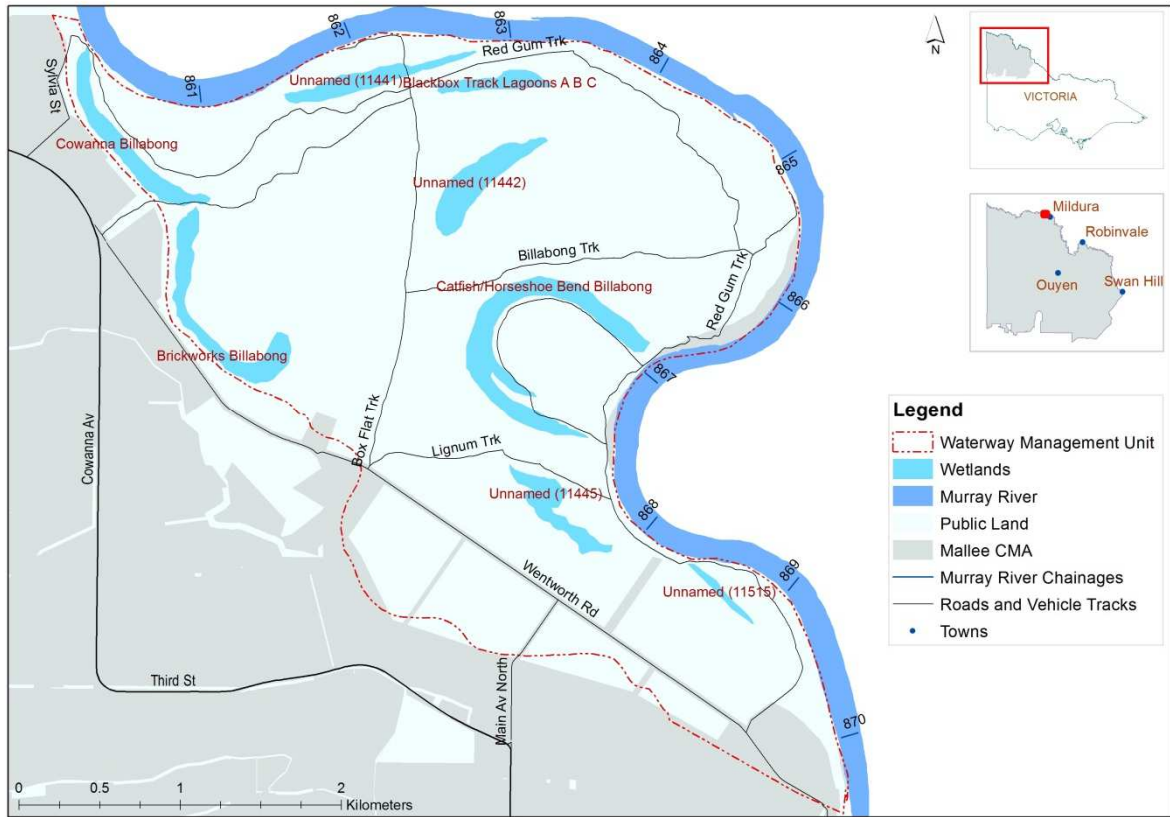 861
862
863
864
865
866
867
868
869
870
Red Gum Trk
Unnamed (11441)
Blackbox Track Lagoons A B C
Sylvia St
Cowanna Billabong
Unnamed (11442)
Billabong Trk
Catfish/Horseshoe Bend Billabong
Red Gum Trk
Brickworks Billabong
Box Flat Trk
Cowanna Av
Lignum Trk
Unnamed (11445)
Wentworth Rd
Unnamed (11515)
Third St
Main Av North
0 0.5 1 2
Kilometers
N
VICTORIA
Mildura
Robinvale
Ouyen
Swan Hill
Legend
Waterway Management Unit
Wetlands
Murray River
Public Land
Mallee CMA
Murray River Chainages
Roads and Vehicle Tracks
Towns